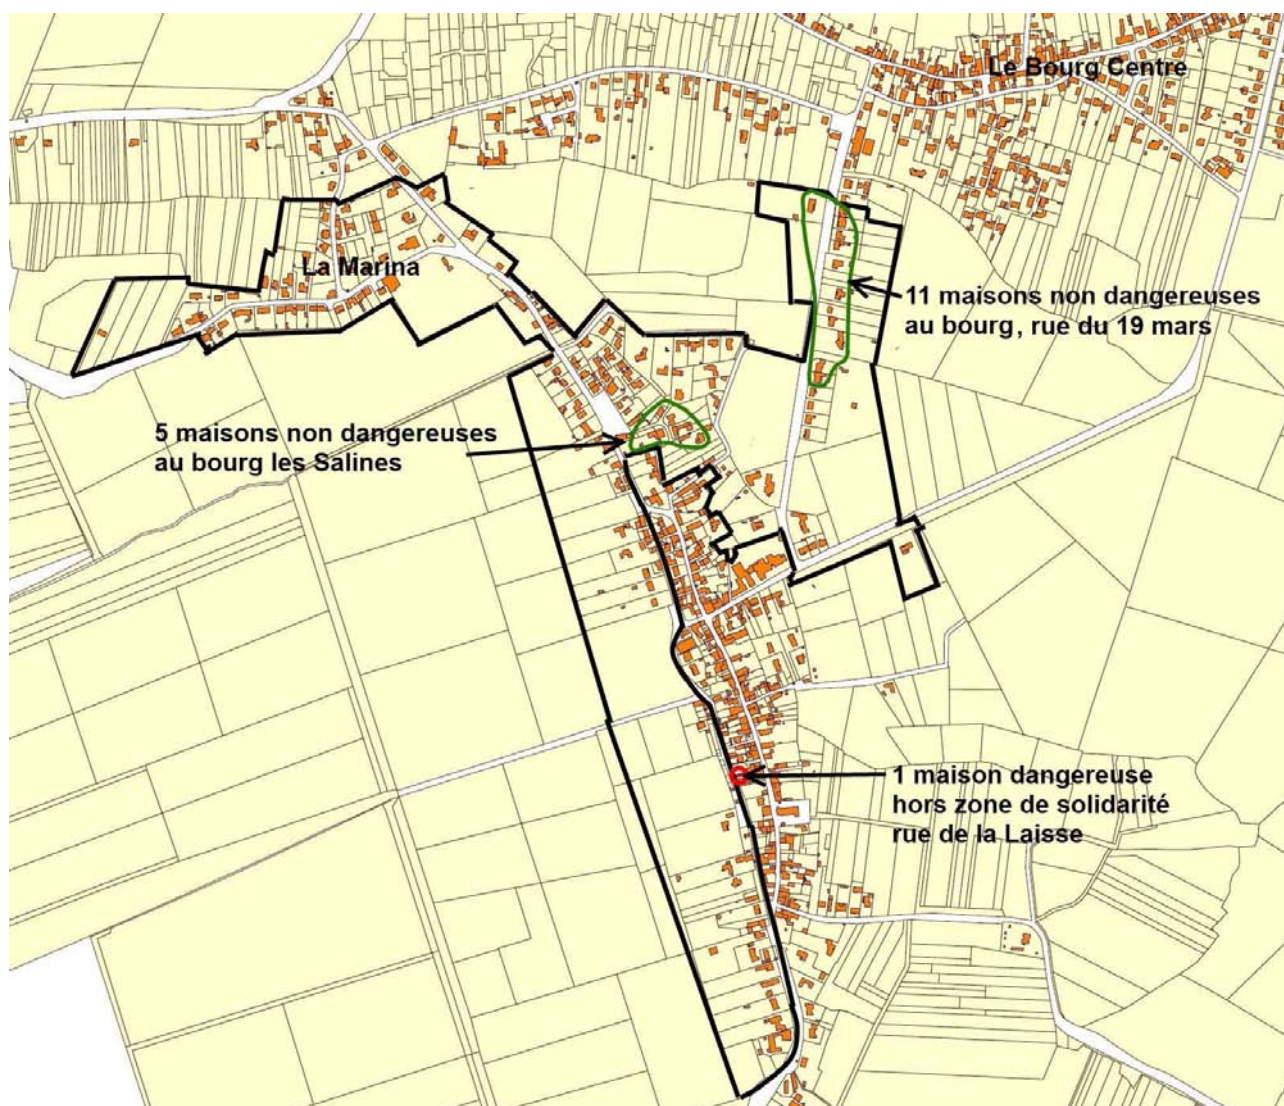 Le Bourg Centre
La Marina
11 maisons non dangereuses
au bourg, rue du 19 mars
5 maisons non dangereuses
au bourg les Salines
1 maison dangereuse
hors zone de solidarité
rue de la Laisse